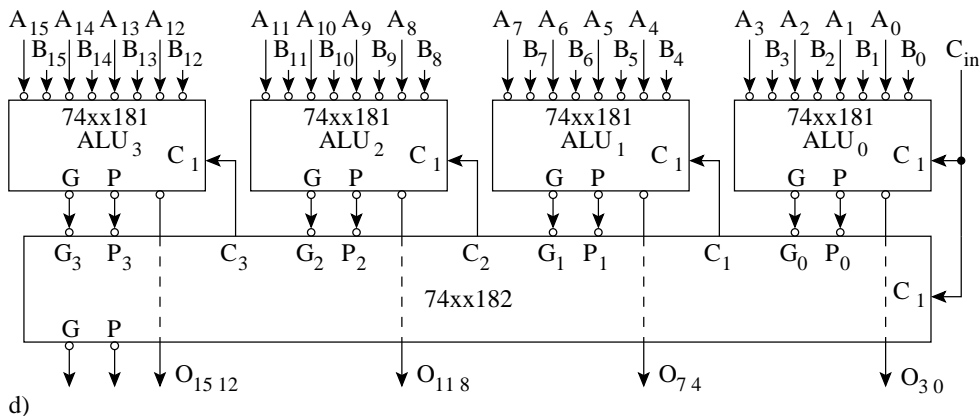 A15 A14 A13 A12 A11 A10 A9 A8 A7 A6 A5 A4 A3 A2 A1 A0
B15 B14 B13 B12 B11 B10 B9 B8 B7 B6 B5 B4 B3 B2 B1 B0 Cin
74xx181 74xx181 74xx181 74xx181
ALU3 ALU2 ALU1 ALU0
C1 C1 C1 C1
G P G P G P G P
G3 P3 C3 G2 P2 C2 G1 P1 C1 G0 P0
74xx182 C1
G P
O15 12 O11 8 O7 4 O3 0
d)